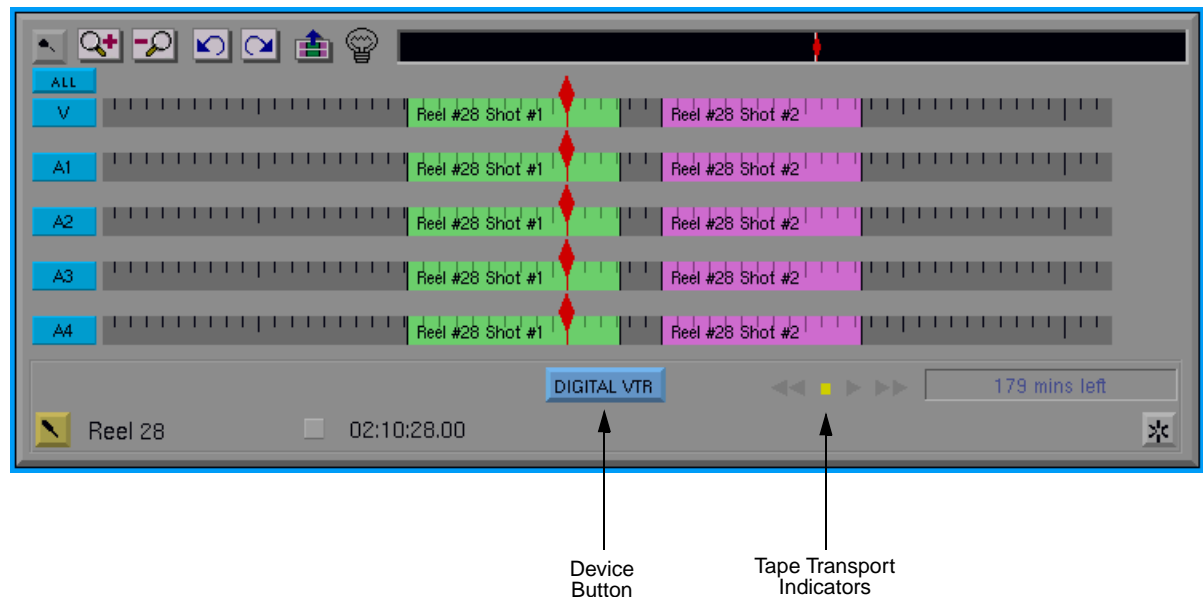 ALL
V Reel #28 Shot #1 Reel #28 Shot #2
A1 Reel #28 Shot #1 Reel #28 Shot #2
A2 Reel #28 Shot #1 Reel #28 Shot #2
A3 Reel #28 Shot #1 Reel #28 Shot #2
A4 Reel #28 Shot #1 Reel #28 Shot #2
DIGITAL VTR 179 mins left
Reel 28 02:10:28.00
Device
Button
Tape Transport
Indicators